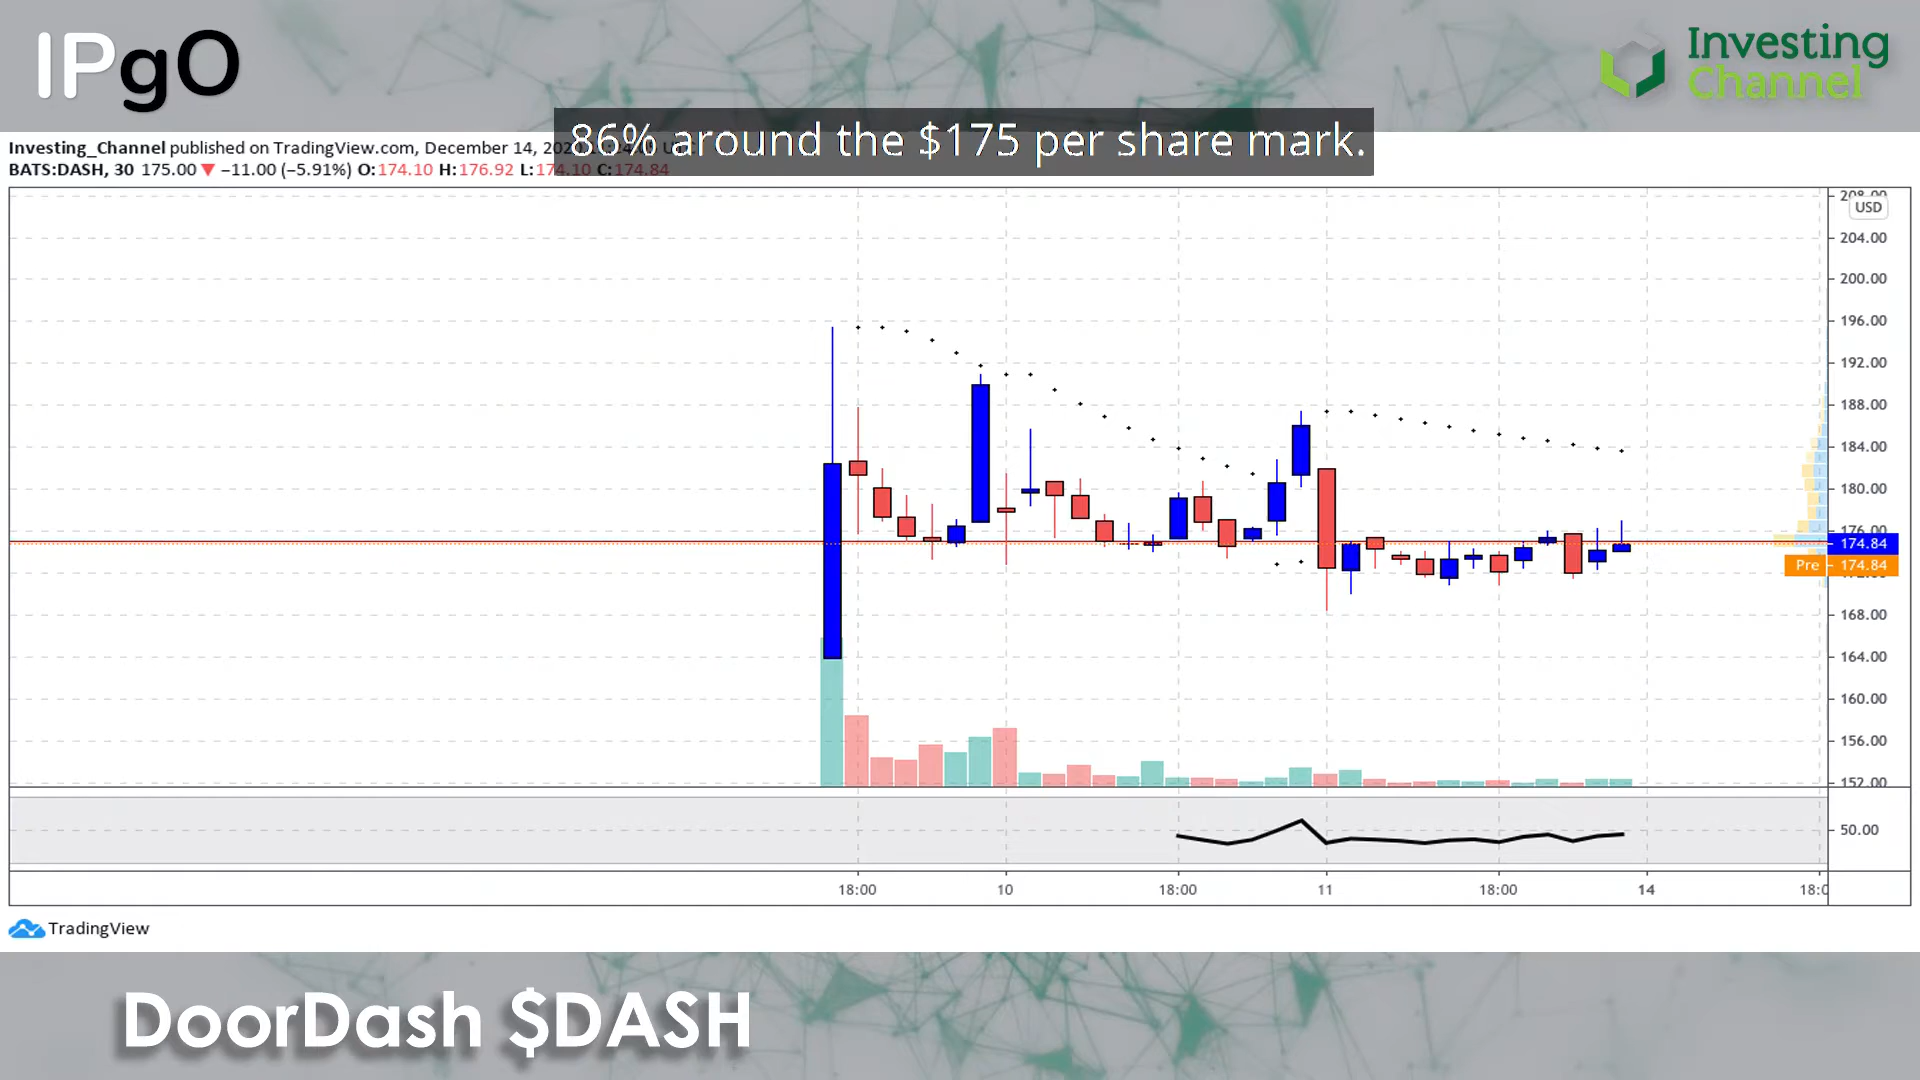 IPgO
Investing
Channel
86% around the $175 per share mark.
Investing_Channel published on TradingView.com, December 14,
BATS:DASH, 30 175.00 ▼ −11.00 (−5.91%) O:174.10 H:176.92 L:174.10 C:174.84
208.00
USD
204.00
200.00
196.00
192.00
188.00
184.00
180.00
176.00
174.84
Pre 174.84
168.00
164.00
160.00
156.00
152.00
50.00
18:00 10 18:00 11 18:00 14
TradingView
DoorDash $DASH